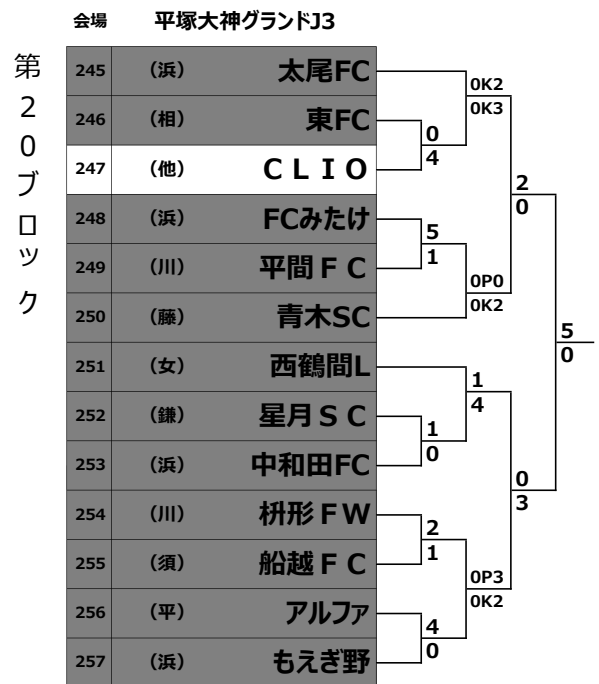 会場 平塚大神グランドJ3
第20ブロック
245 （浜） 太尾FC
246 （相） 東FC
247 （他） ＣＬＩＯ
248 （浜） FCみたけ
249 （川） 平間ＦＣ
250 （藤） 青木SC
251 （女） 西鶴間L
252 （鎌） 星月ＳＣ
253 （浜） 中和田FC
254 （川） 枡形ＦＷ
255 （須） 船越ＦＣ
256 （平） アルファ
257 （浜） もえぎ野
0K2
0K3
0
4
2
0
5
1
0P0
0K2
5
0
1
4
1
0
0
3
2
1
0P3
0K2
4
0